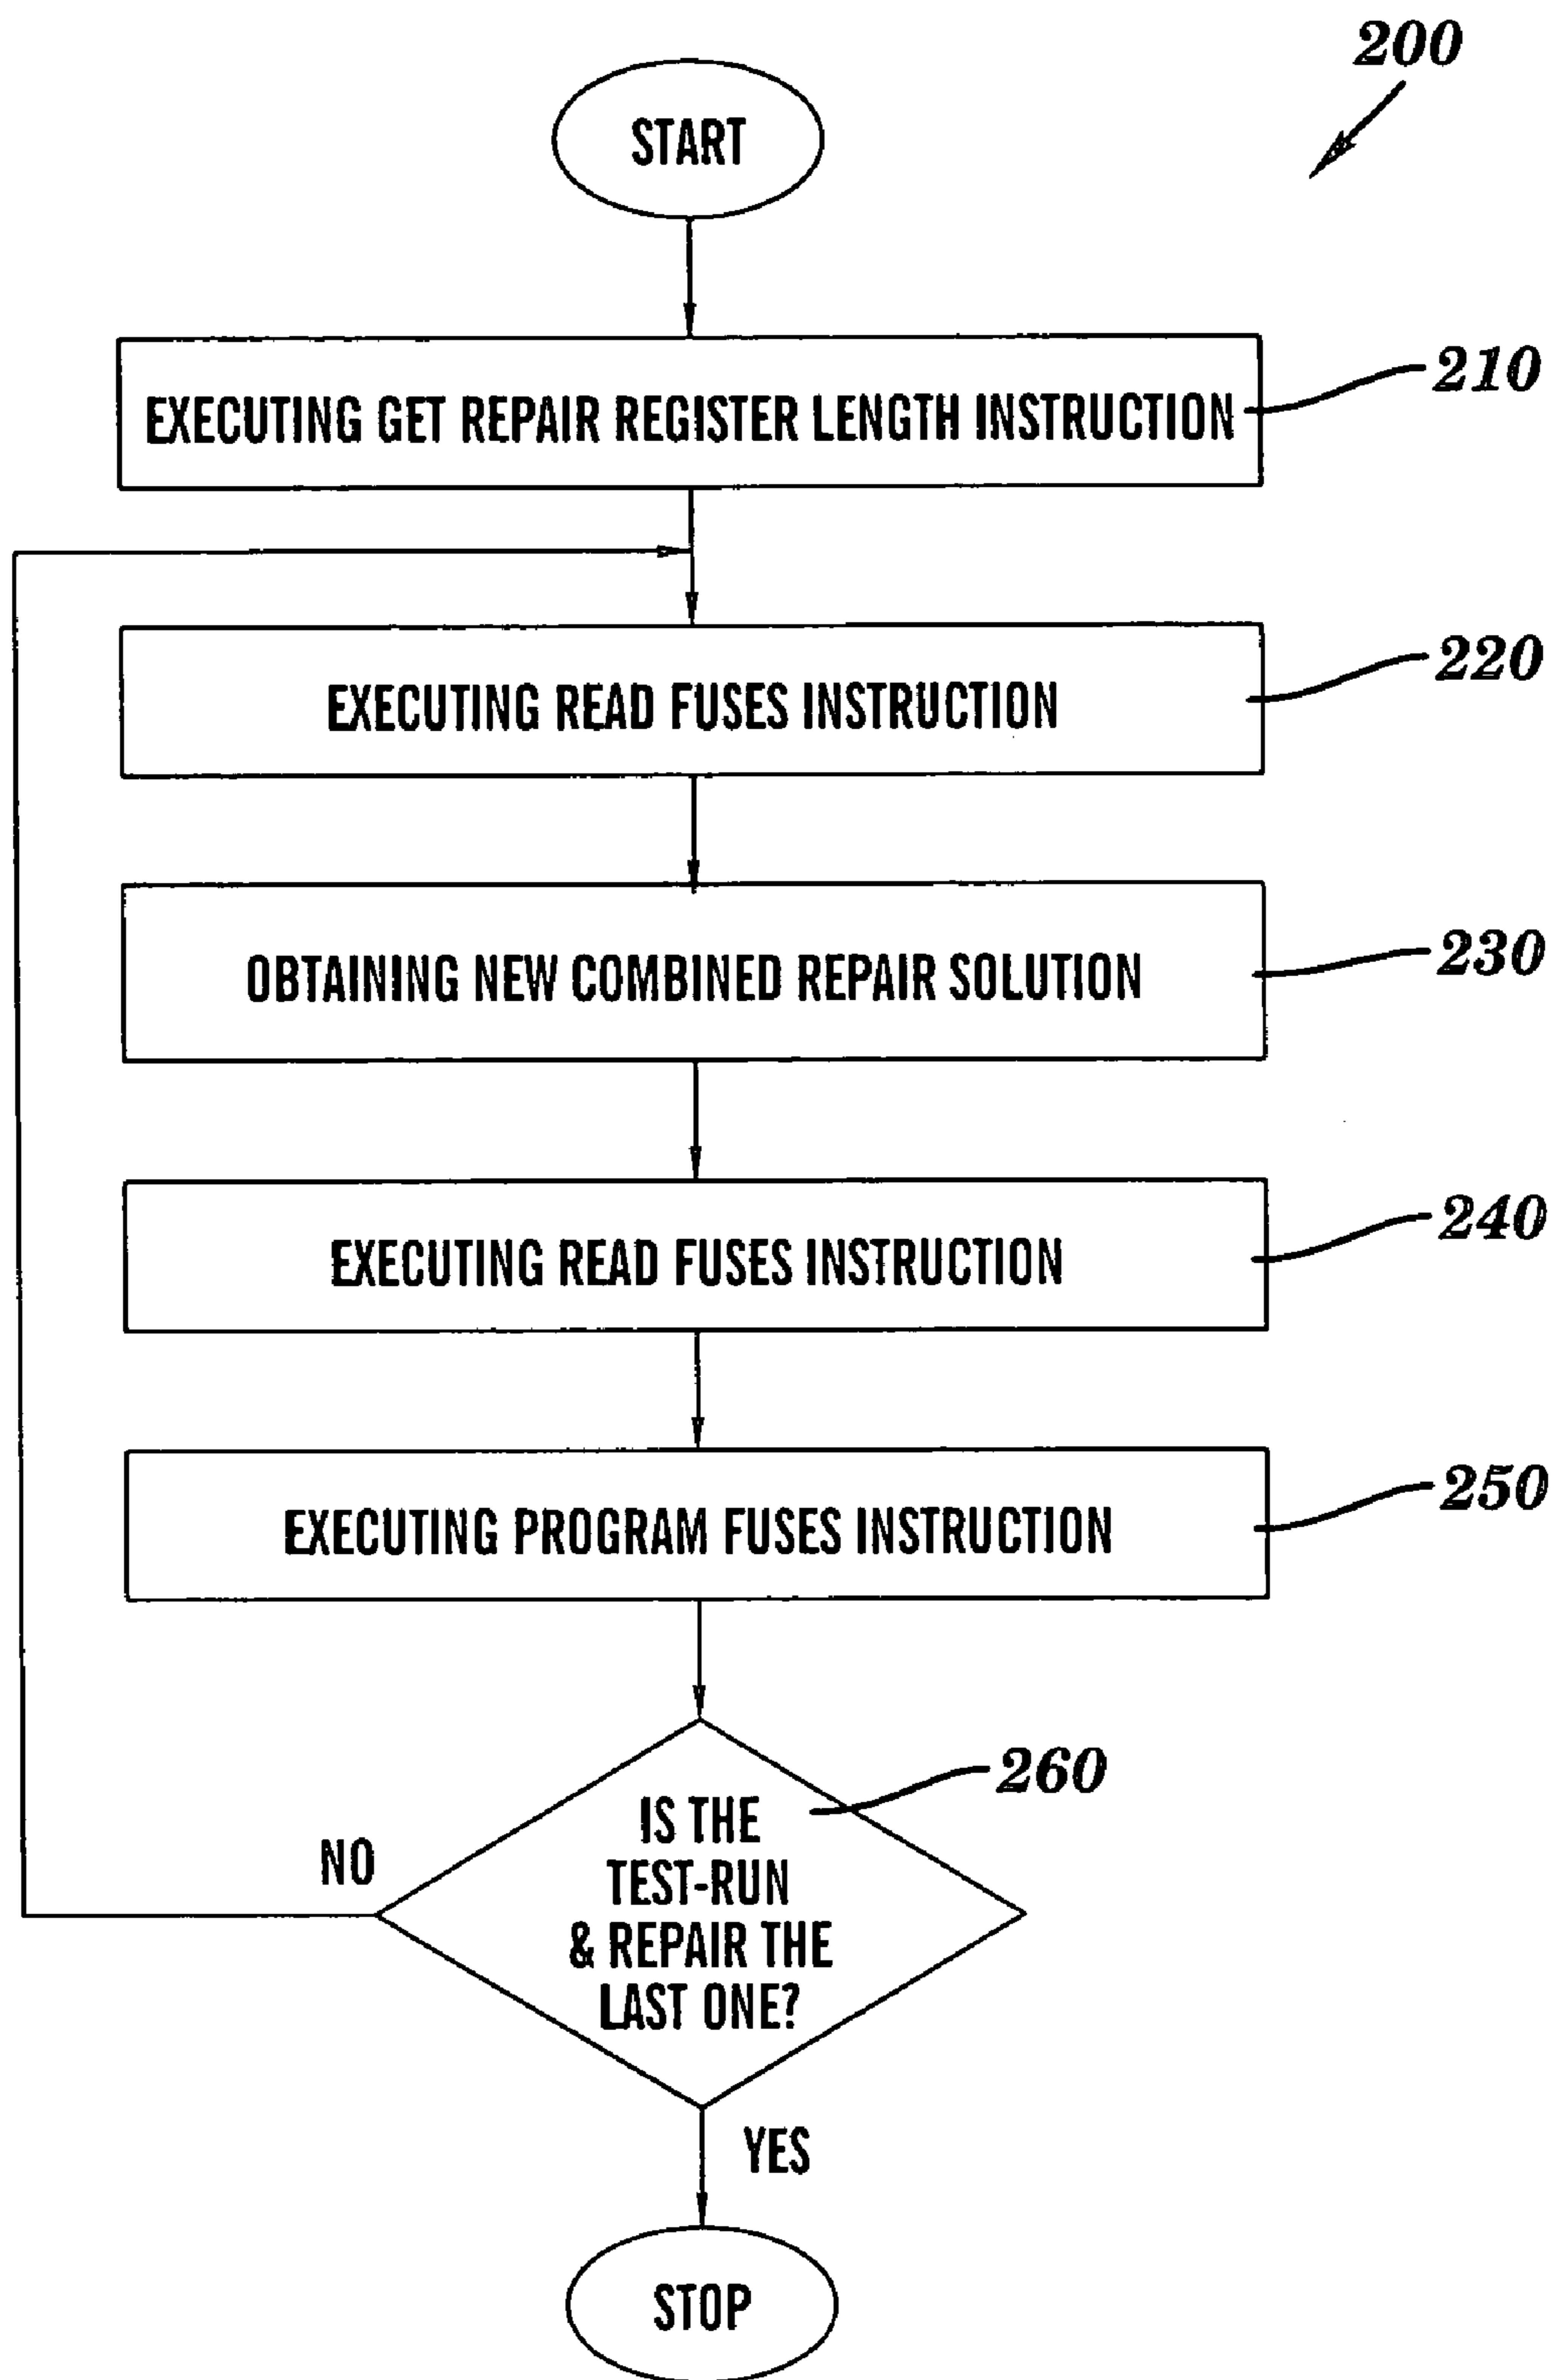 200
START
EXECUTING GET REPAIR REGISTER LENGTH INSTRUCTION
210
EXECUTING READ FUSES INSTRUCTION
220
OBTAINING NEW COMBINED REPAIR SOLUTION
230
EXECUTING READ FUSES INSTRUCTION
240
EXECUTING PROGRAM FUSES INSTRUCTION
250
260
IS THE
TEST-RUN
& REPAIR THE
LAST ONE?
NO
YES
STOP